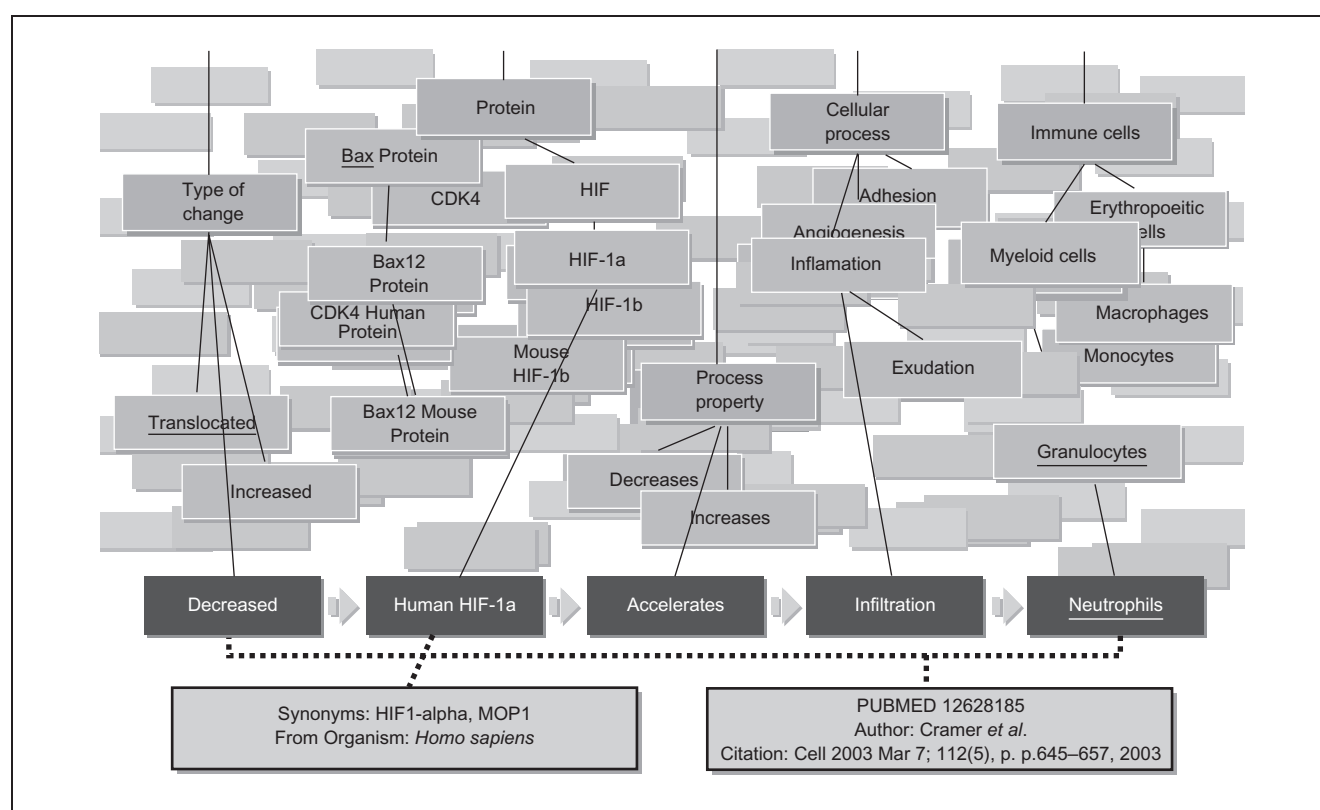 Protein
Cellular
process
Immune cells
Bax Protein
Type of
change
CDK4
HIF
Adhesion
Erythropoeitic
Angiogenesis
Myeloid cells
Bax12
Protein
HIF-1a
Inflamation
CDK4 Human
Protein
HIF-1b
Macrophages
Mouse
HIF-1b
Monocytes
Process
property
Exudation
Translocated
Bax12 Mouse
Protein
Granulocytes
Increased
Decreases
Increases
Decreased
Human HIF-1a
Accelerates
Infiltration
Neutrophils
Synonyms: HIF1-alpha, MOP1
From Organism: Homo sapiens
PUBMED 12628185
Author: Cramer et al.
Citation: Cell 2003 Mar 7; 112(5), p. p.645–657, 2003